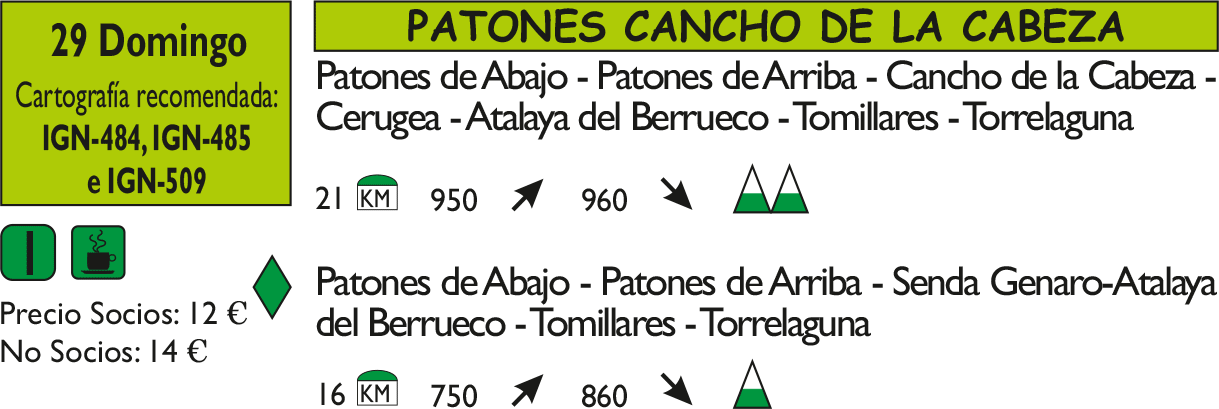 29 Domingo
Cartografía recomendada:
IGN-484, IGN-485
e IGN-509
Precio Socios: 12 €
No Socios: 14 €
PATONES CANCHO DE LA CABEZA
Patones de Abajo - Patones de Arriba - Cancho de la Cabeza -
Cerugea - Atalaya del Berrueco - Tomillares - Torrelaguna
21 KM 950 960
Patones de Abajo - Patones de Arriba - Senda Genaro-Atalaya
del Berrueco - Tomillares - Torrelaguna
16 KM 750 860